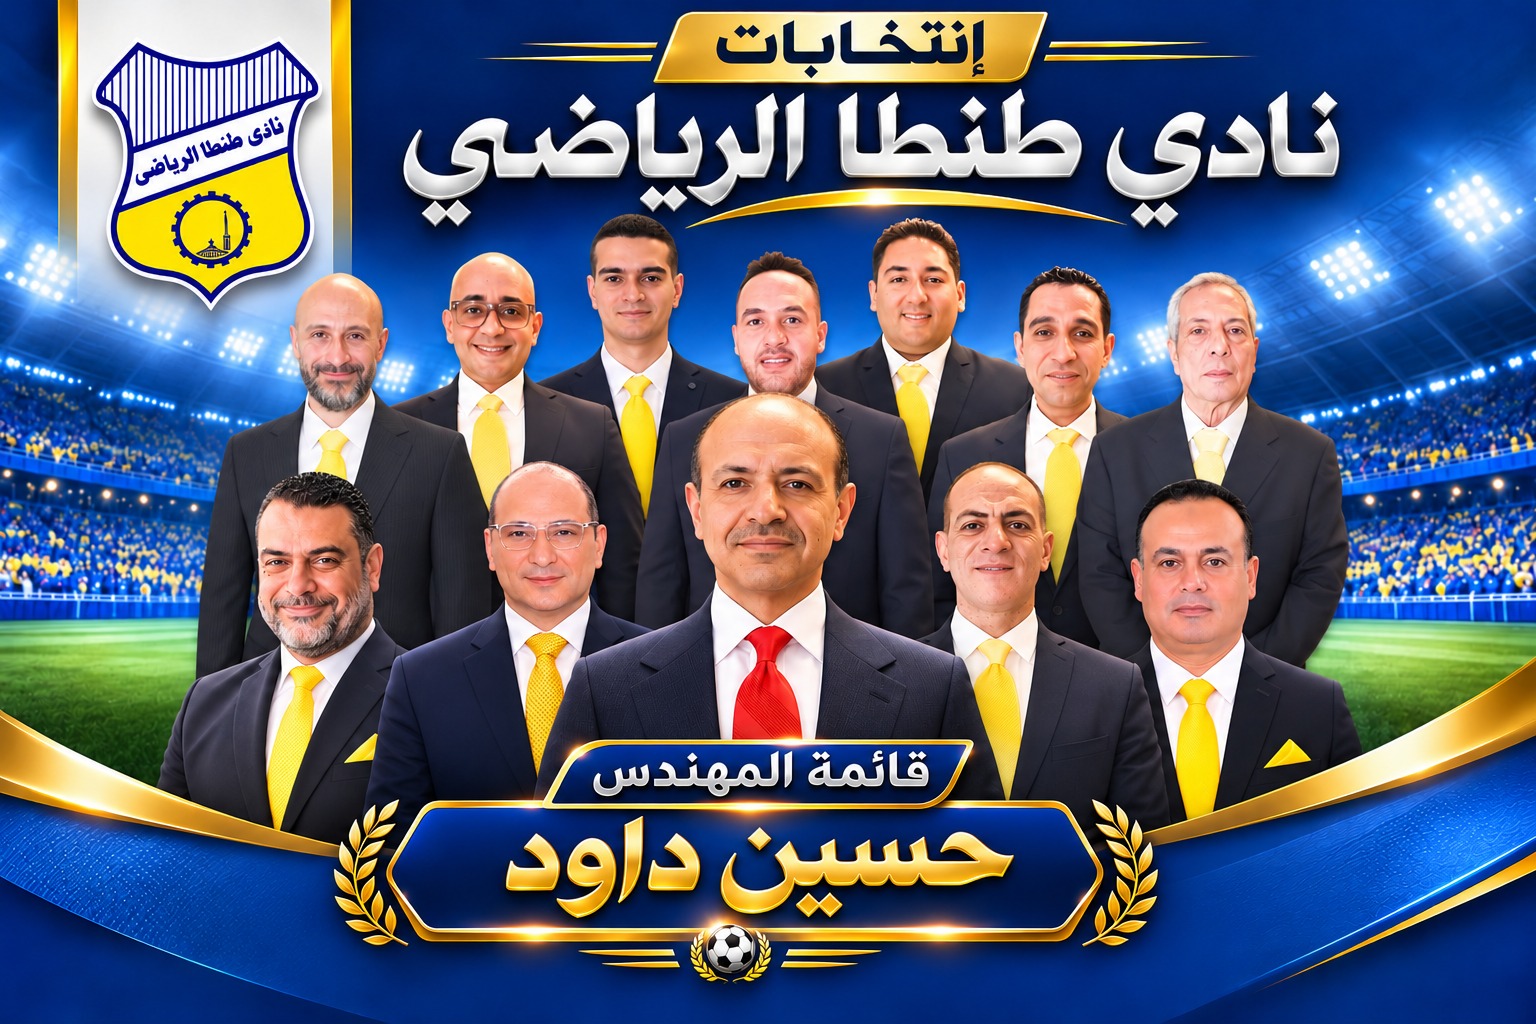 إنتخابات
نادي طنطا الرياضي
نادى طنطا الرياضى
قائمة المهندس
حسين داود